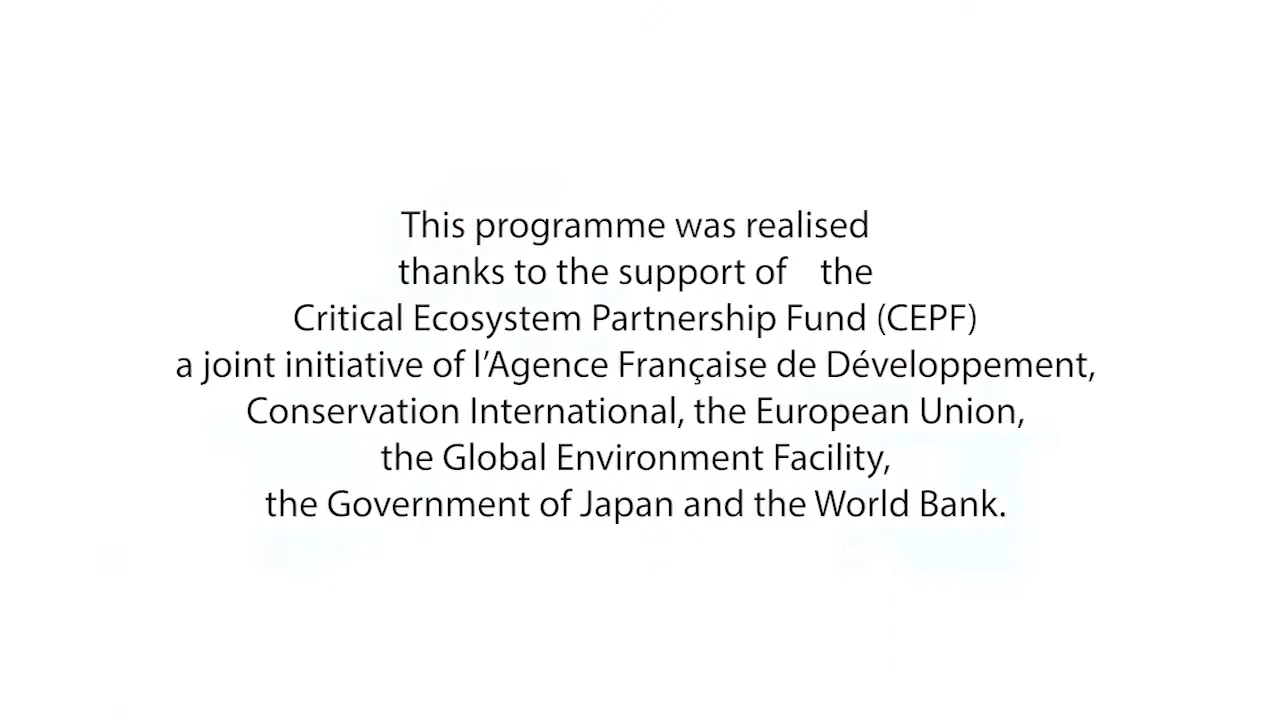 This programme was realised
thanks to the support of the
Critical Ecosystem Partnership Fund (CEPF)
a joint initiative of l’Agence Française de Développement,
Conservation International, the European Union,
the Global Environment Facility,
the Government of Japan and the World Bank.